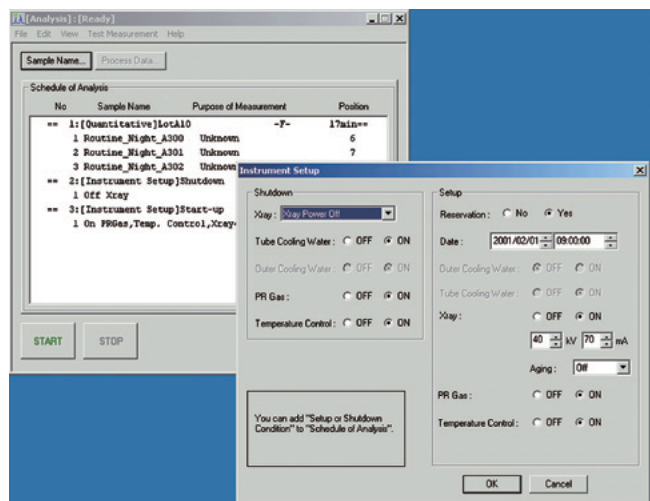 [Analysis]:[Ready]
File Edit View Test Measurement Help
Sample Name... Process Data...
Schedule of Analysis
No Sample Name Purpose of Measurement Position
== 1:[Quantitative]LotA10 -F- 17min==
1 Routine_Night_A300 Unknown 6
2 Routine_Night_A301 Unknown 7
3 Routine_Night_A302 Unknown
== 2:[Instrument Setup]Shutdown
1 Off Xray
== 3:[Instrument Setup]Start-up
1 On PRGas,Temp. Control,Xray
START STOP
Instrument Setup
Shutdown
Xray : Xray Power Off
Tube Cooling Water : OFF ON
Outer Cooling Water : OFF ON
PR Gas : OFF ON
Temperature Control : OFF ON
You can add "Setup or Shutdown
Condition" to "Schedule of Analysis".
Setup
Reservation : No Yes
Date : 2001/02/01 09:00:00
Outer Cooling Water : OFF ON
Tube Cooling Water : OFF ON
Xray : OFF ON
40 kV 70 mA
Aging : Off
PR Gas : OFF ON
Temperature Control : OFF ON
OK Cancel